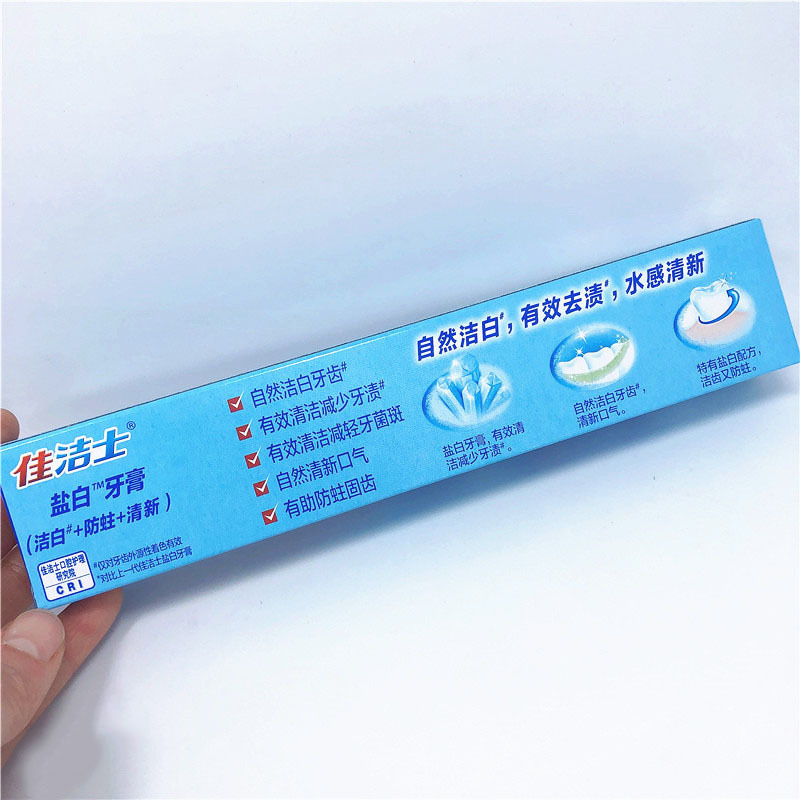 佳洁士®
盐白™牙膏
(洁白#+防蛀+清新)
佳洁士口腔护理
研究院
CRI
#仅对牙齿外源性着色有效
*对比上一代佳洁士盐白牙膏
自然洁白牙齿#
有效清洁减少牙渍#
有效清洁减轻牙菌斑
自然清新口气
有助防蛀固齿
自然洁白#, 有效去渍#, 水感清新
盐白牙膏, 有效清
洁减少牙渍#。
自然洁白牙齿#,
清新口气。
特有盐白配方,
洁齿又防蛀。